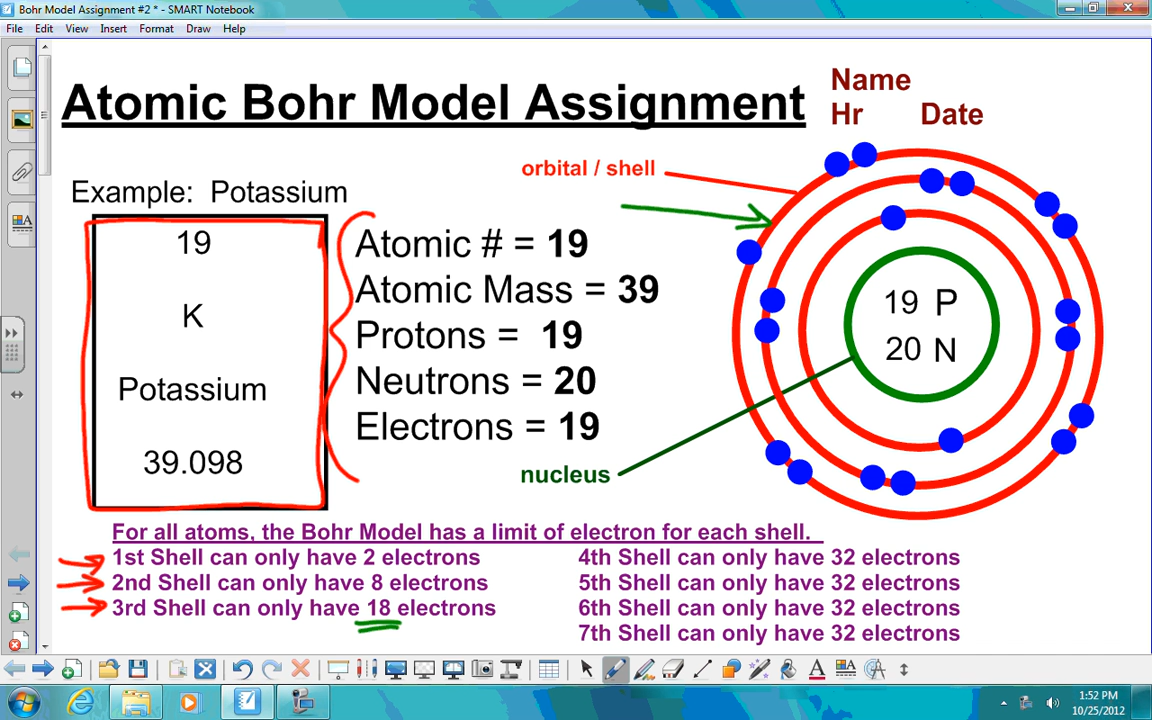 Bohr Model Assignment #2 * - SMART Notebook
File Edit View Insert Format Draw Help
Atomic Bohr Model Assignment
Name
Hr Date
orbital / shell
Example: Potassium
19
K
Potassium
39.098
Atomic # = 19
Atomic Mass = 39
Protons = 19
Neutrons = 20
Electrons = 19
19 P
20 N
nucleus
For all atoms, the Bohr Model has a limit of electron for each shell.
1st Shell can only have 2 electrons
2nd Shell can only have 8 electrons
3rd Shell can only have 18 electrons
4th Shell can only have 32 electrons
5th Shell can only have 32 electrons
6th Shell can only have 32 electrons
7th Shell can only have 32 electrons
1:52 PM
10/25/2012